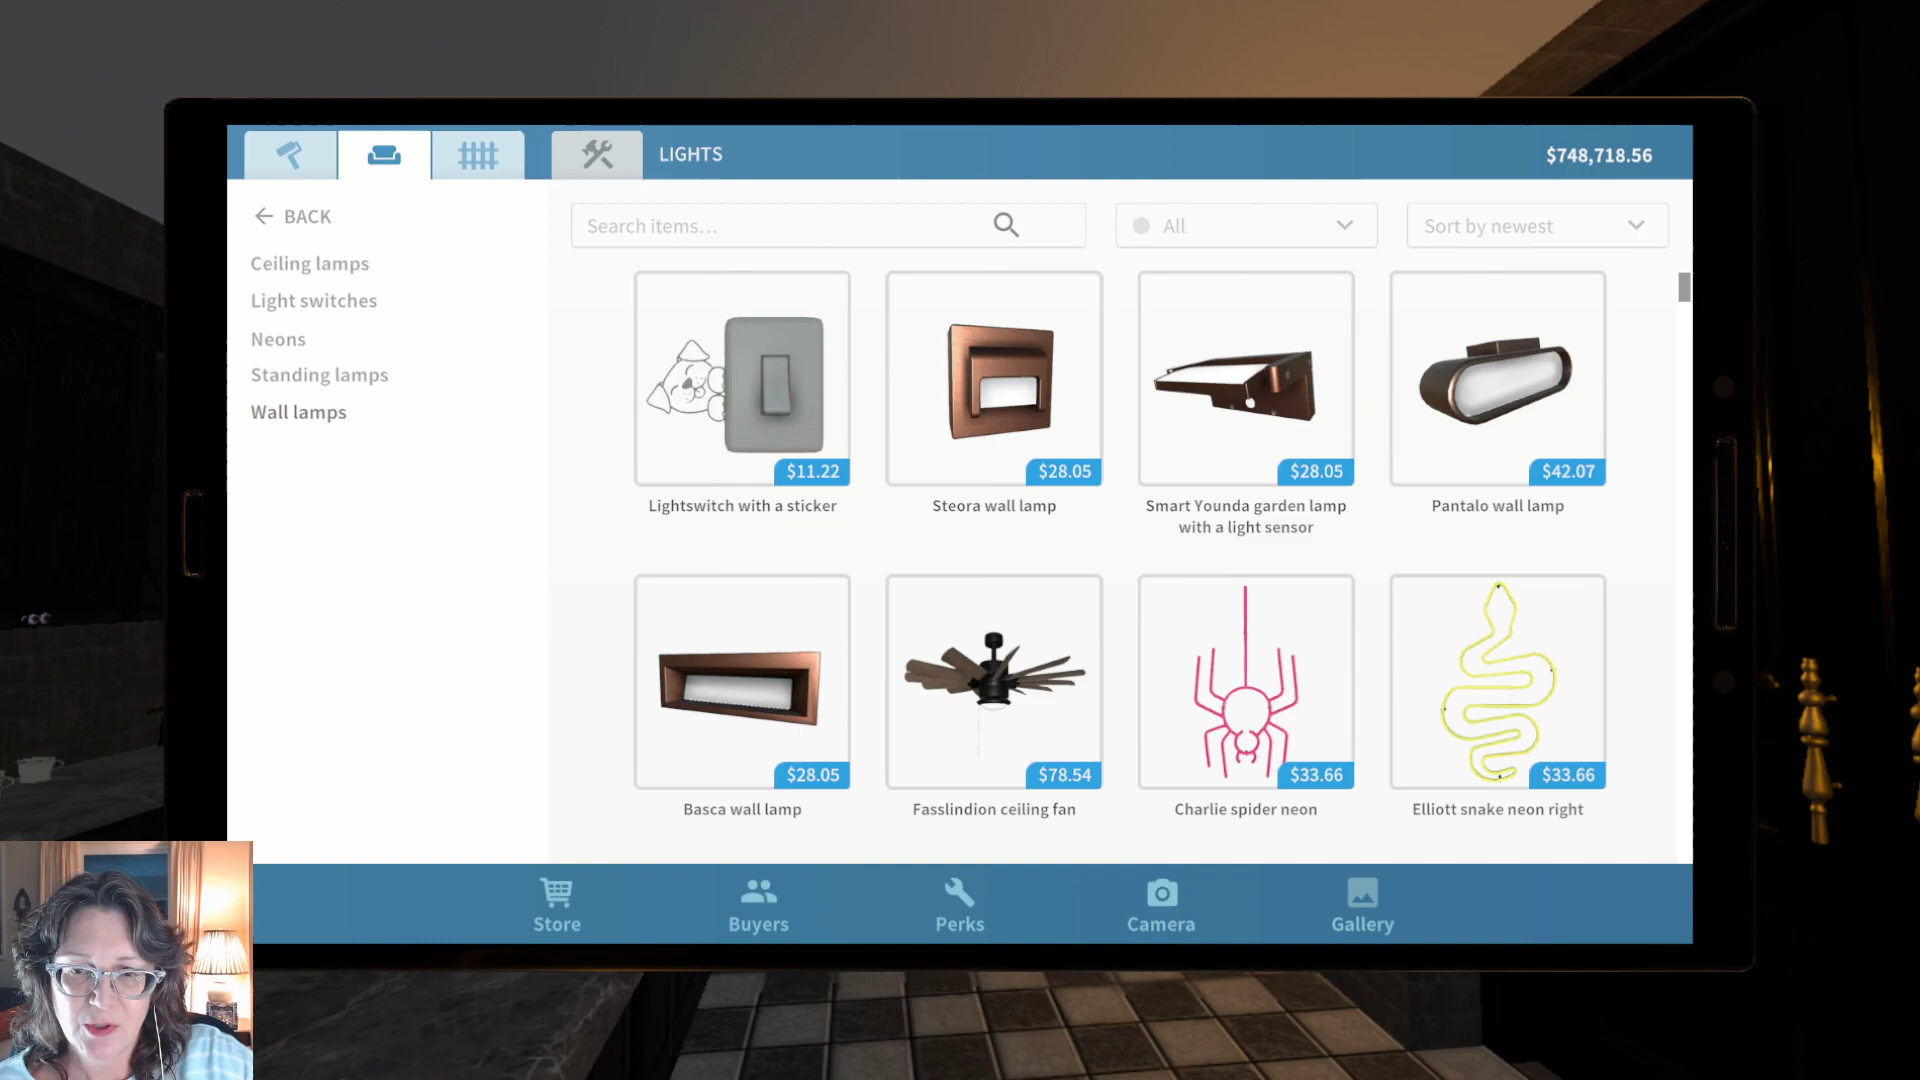 LIGHTS
$748,718.56
BACK
Ceiling lamps
Light switches
Neons
Standing lamps
Wall lamps
Search items...
All
Sort by newest
$11.22
$28.05
$28.05
$42.07
Lightswitch with a sticker
Steora wall lamp
Smart Younda garden lamp
with a light sensor
Pantalo wall lamp
$28.05
$78.54
$33.66
$33.66
Basca wall lamp
Fasslindion ceiling fan
Charlie spider neon
Elliott snake neon right
Store
Buyers
Perks
Camera
Gallery